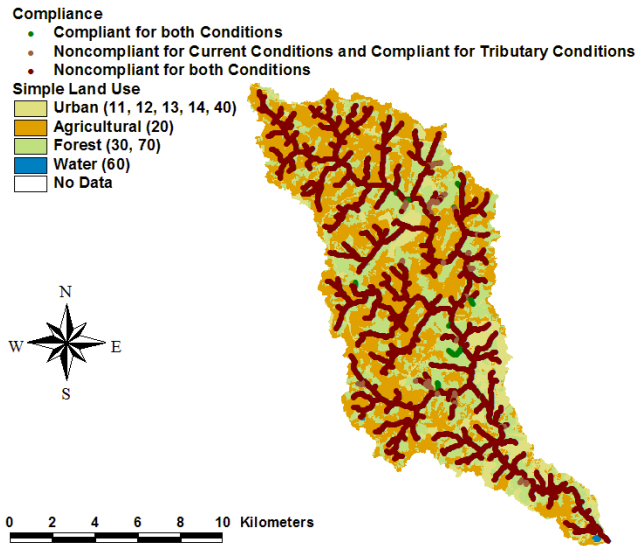 Compliance
Compliant for both Conditions
Noncompliant for Current Conditions and Compliant for Tributary Conditions
Noncompliant for both Conditions
Simple Land Use
Urban (11, 12, 13, 14, 40)
Agricultural (20)
Forest (30, 70)
Water (60)
No Data
N
W E
S
0 2 4 6 8 10 Kilometers